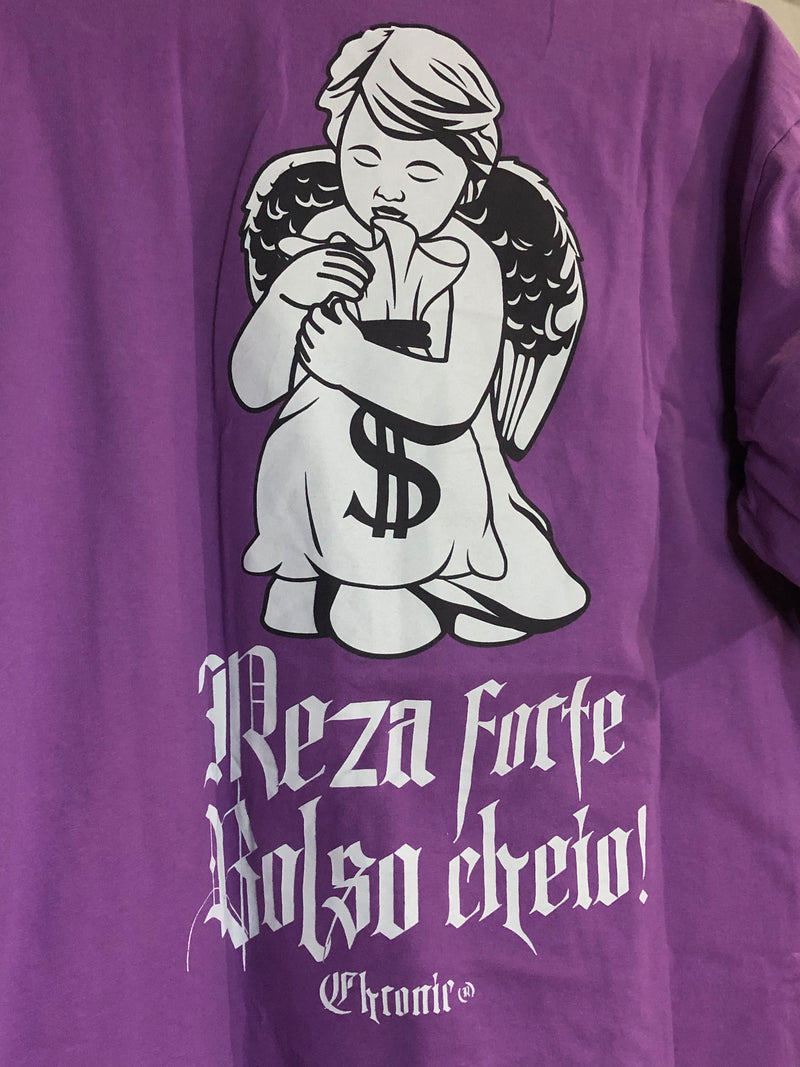 $
Reza forte
Bolso cheio!
Chronic®